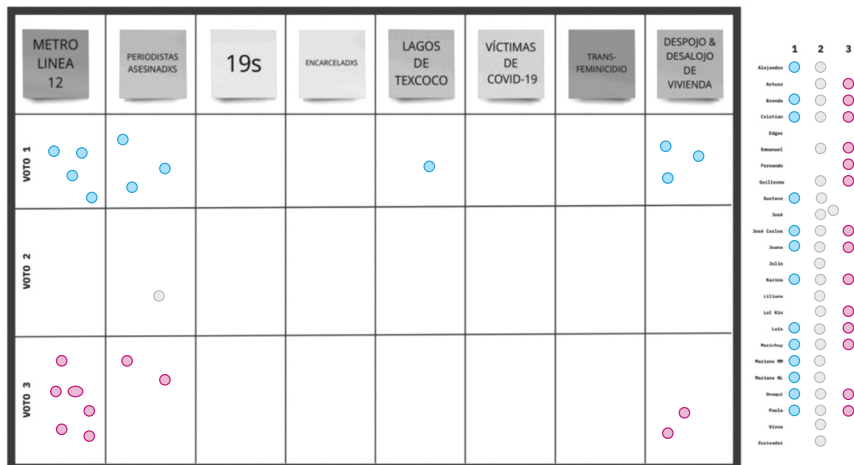 METRO
LINEA
12
PERIODISTAS
ASESINADXS
19s
ENCARCELADXS
LAGOS
DE
TEXCOCO
VÍCTIMAS
DE
COVID-19
TRANS-
FEMINICIDIO
DESPOJO &
DESALOJO
DE
VIVIENDA
VOTO 1
VOTO 2
VOTO 3
1 2 3
Alejandro
Arturo
Brenda
Cristian
Edgar
Emmanuel
Fernando
Guillermo
Gustavo
José
José Carlos
Juana
Julio
Karina
Liliana
Lol Kin
Luis
Marichuy
Mariana MM
Mariana NL
Onaqui
Paola